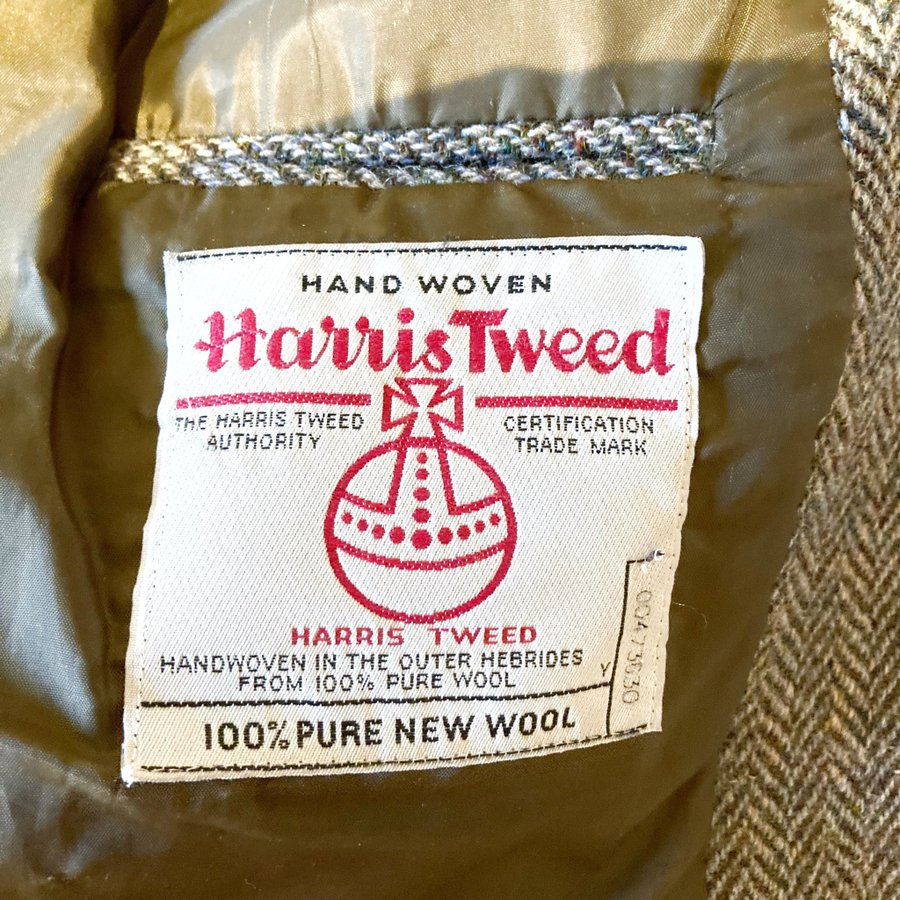 HAND WOVEN
Harris Tweed
THE HARRIS TWEED
AUTHORITY
CERTIFICATION
TRADE MARK
HARRIS TWEED
HANDWOVEN IN THE OUTER HEBRIDES
FROM 100% PURE WOOL
Y
100% PURE NEW WOOL